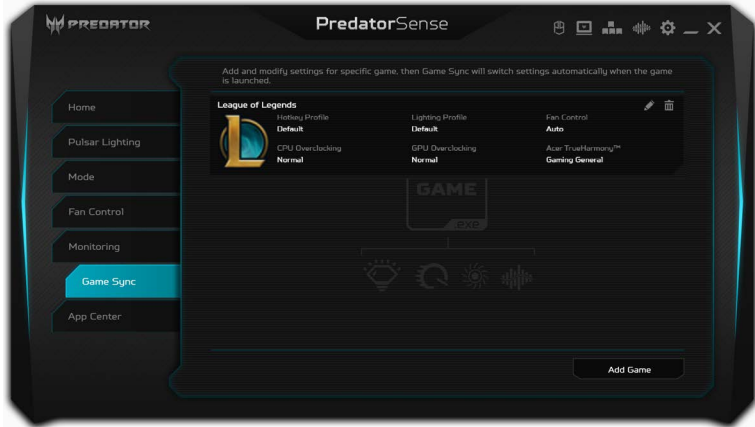 PREDATOR
PredatorSense
Add and modify settings for specific game, then Game Sync will switch settings automatically when the game
is launched.
Home
Pulsar Lighting
Mode
Fan Control
Monitoring
Game Sync
App Center
League of Legends
Hotkey Profile
Default
Lighting Profile
Default
Fan Control
Auto
CPU Overclocking
Normal
GPU Overclocking
Normal
Acer TrueHarmony™
Gaming General
GAME
.exe
Add Game